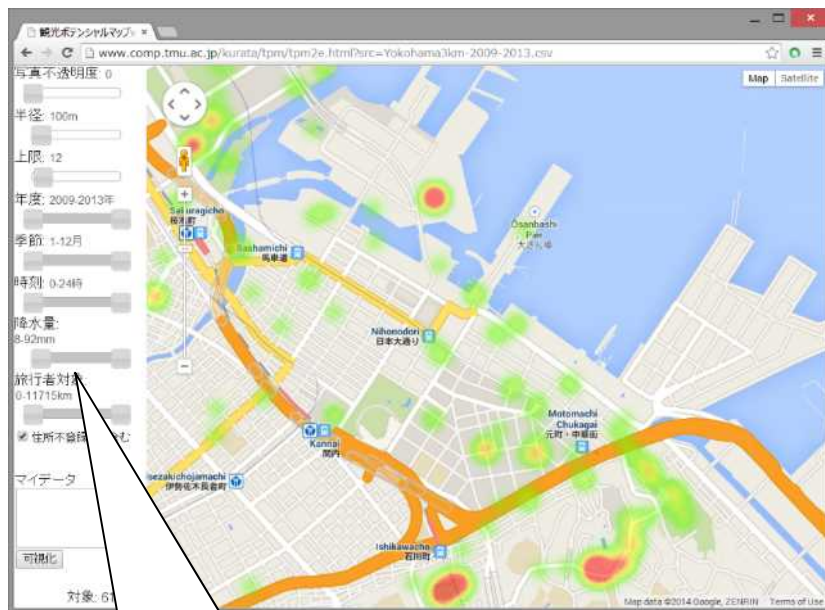 観光ポテンシャルマップ
www.comp.tmu.ac.jp/kurata/tpm/tpm2e.html?src=Yokohama3km-2009-2013.csv
写真不透明度: 0
半径: 100m
上限: 12
年度: 2009-2013年
季節: 1-12月
時刻: 0-24時
降水量:
8-92mm
旅行者対象:
0-11715km
住所不登録
む
マイデータ
可視化
対象: 61
Map Satellite
Sakuragicho
桜木町
Bashamichi
馬車道
Osanbashi
Pier
大さん橋
Nihonodori
日本大通り
Motomachi
Chukagai
元町・中華街
Kannai
関内
Isezakichojamachi
伊勢佐木長者町
Ishikawacho
石川町
Map data ©2014 Google, ZENRIN Terms of Use